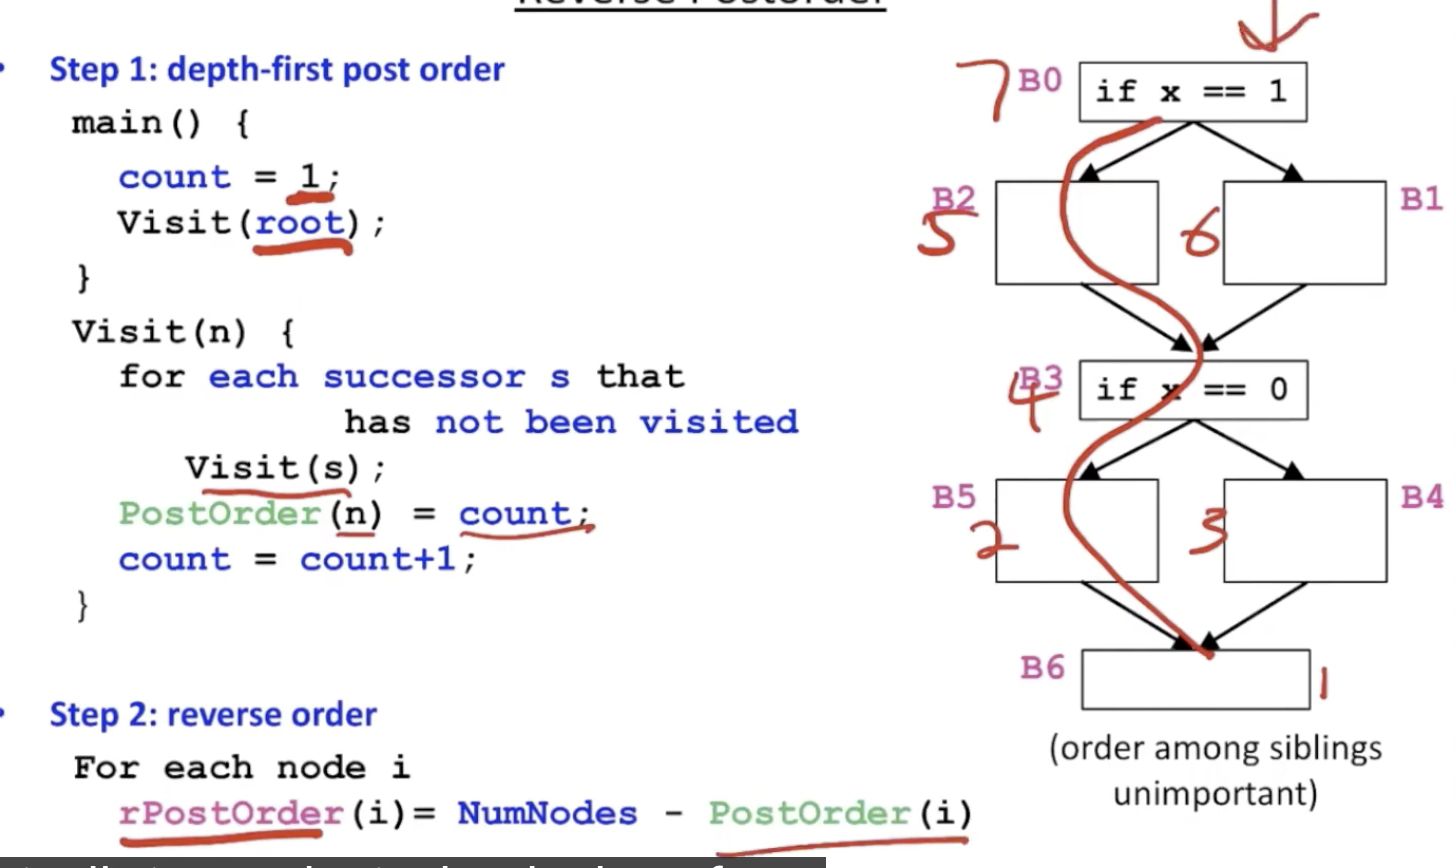 Reverse Postorder
• Step 1: depth-first post order
main() {
count = 1;
Visit(root);
}
Visit(n) {
for each successor s that
has not been visited
Visit(s);
PostOrder(n) = count;
count = count+1;
}
• Step 2: reverse order
For each node i
rPostOrder(i)= NumNodes - PostOrder(i)
7 B0 if x == 1
B2 B1
5 6
B3 if x == 0
4
B5 B4
2 3
B6 1
(order among siblings
unimportant)